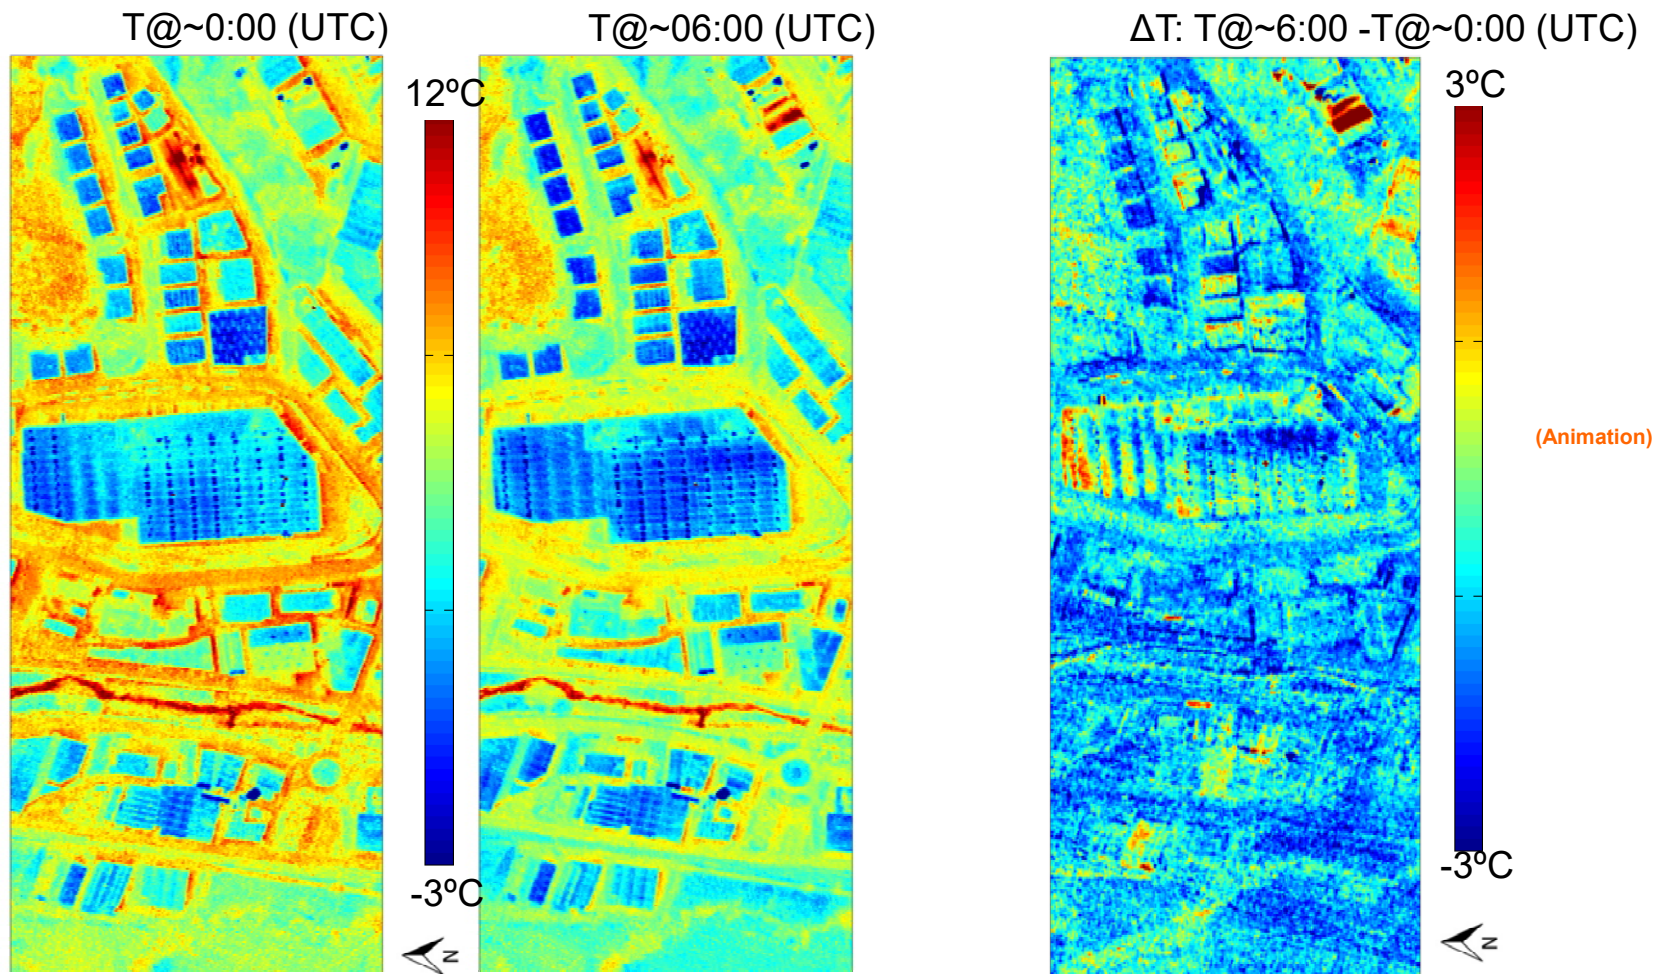 T@~0:00 (UTC)
T@~06:00 (UTC)
ΔT: T@~6:00 -T@~0:00 (UTC)
12ºC
3ºC
(Animation)
-3ºC
-3ºC
N
N